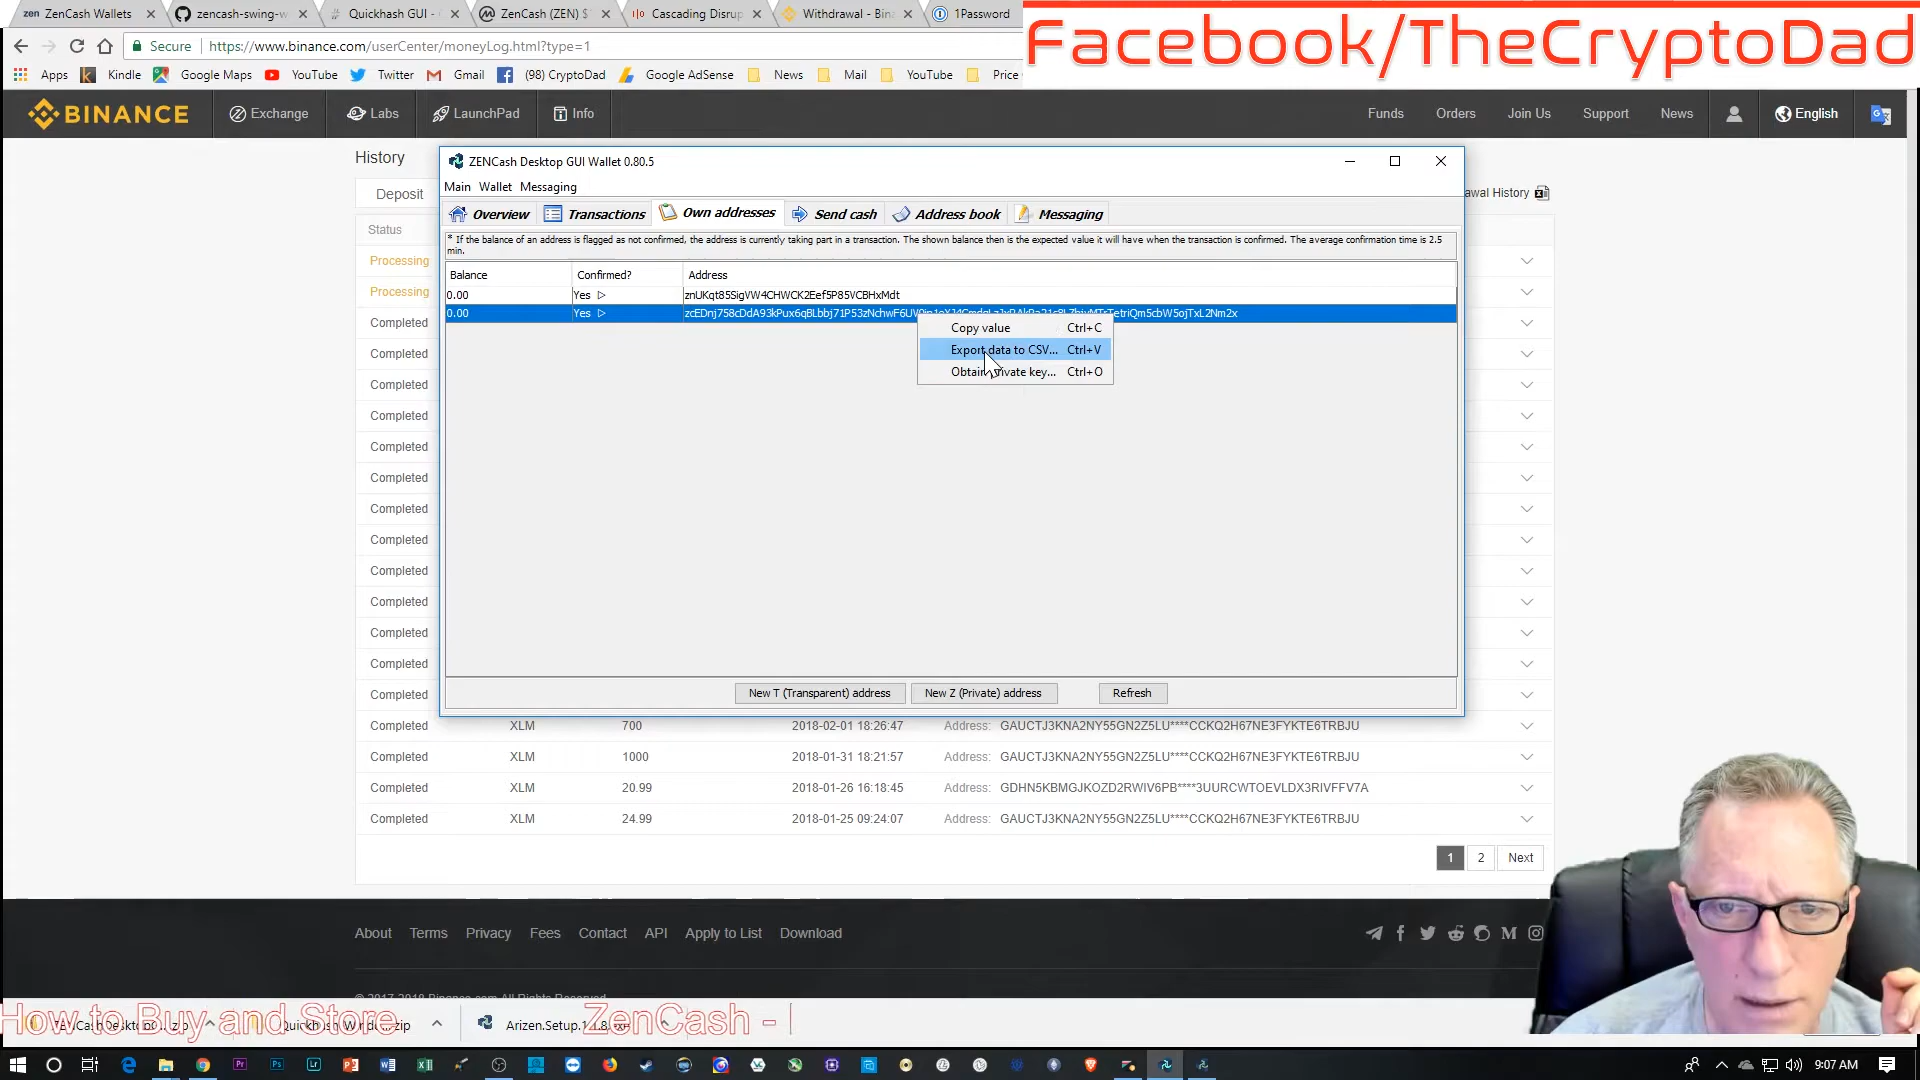 ZenCash Wallets
zencash-swing-w
Quickhash GUI -
ZenCash (ZEN) $
Cascading Disrup
Withdrawal - Bin
1Password
Facebook/TheCryptoDad
Secure
https://www.binance.com/userCenter/moneyLog.html?type=1
Apps
Kindle
Google Maps
YouTube
Twitter
Gmail
(98) CryptoDad
Google AdSense
News
Mail
YouTube
Price
BINANCE
Exchange
Labs
LaunchPad
Info
Funds
Orders
Join Us
Support
News
English
History
Deposit
awal History
Status
Processing
Processing
Completed
Completed
Completed
Completed
Completed
Completed
Completed
Completed
Completed
Completed
Completed
Completed
Completed
ZENCash Desktop GUI Wallet 0.80.5
Main Wallet Messaging
Overview
Transactions
Own addresses
Send cash
Address book
Messaging
* If the balance of an address is flagged as not confirmed, the address is currently taking part in a transaction. The shown balance then is the expected value it will have when the transaction is confirmed. The average confirmation time is 2.5
min.
Balance Confirmed? Address
0.00 Yes znUKqt85SigVW4CHWCK2Eef5P85VCBHxMdt
0.00 Yes
Copy value Ctrl+C
Export data to CSV... Ctrl+V
Obtain private key... Ctrl+O
New T (Transparent) address
New Z (Private) address
Refresh
Completed XLM 700 2018-02-01 18:26:47 Address: GAUCTJ3KNA2NY55GN2Z5LU****CCKQ2H67NE3FYKTE6TRBJU
Completed XLM 1000 2018-01-31 18:21:57 Address: GAUCTJ3KNA2NY55GN2Z5LU****CCKQ2H67NE3FYKTE6TRBJU
Completed XLM 20.99 2018-01-26 16:18:45 Address: GDHN5KBMGJKOZD2RWIV6PB****3UURCWTOEVLDX3RIVFFV7A
Completed XLM 24.99 2018-01-25 09:24:07 Address: GAUCTJ3KNA2NY55GN2Z5LU****CCKQ2H67NE3FYKTE6TRBJU
1 2 Next
About Terms Privacy Fees Contact API Apply to List Download
How to Buy and Store ZenCash -
9:07 AM